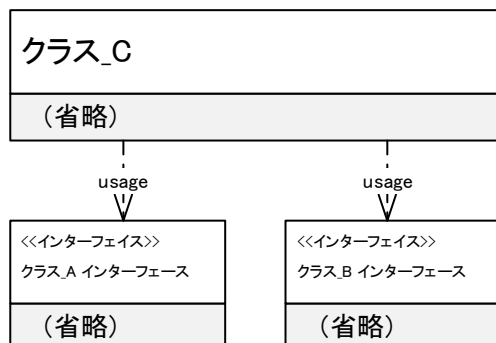 クラス_C
（省略）
usage
usage
<<インターフェイス>>
クラス_A インターフェース
（省略）
<<インターフェイス>>
クラス_B インターフェース
（省略）